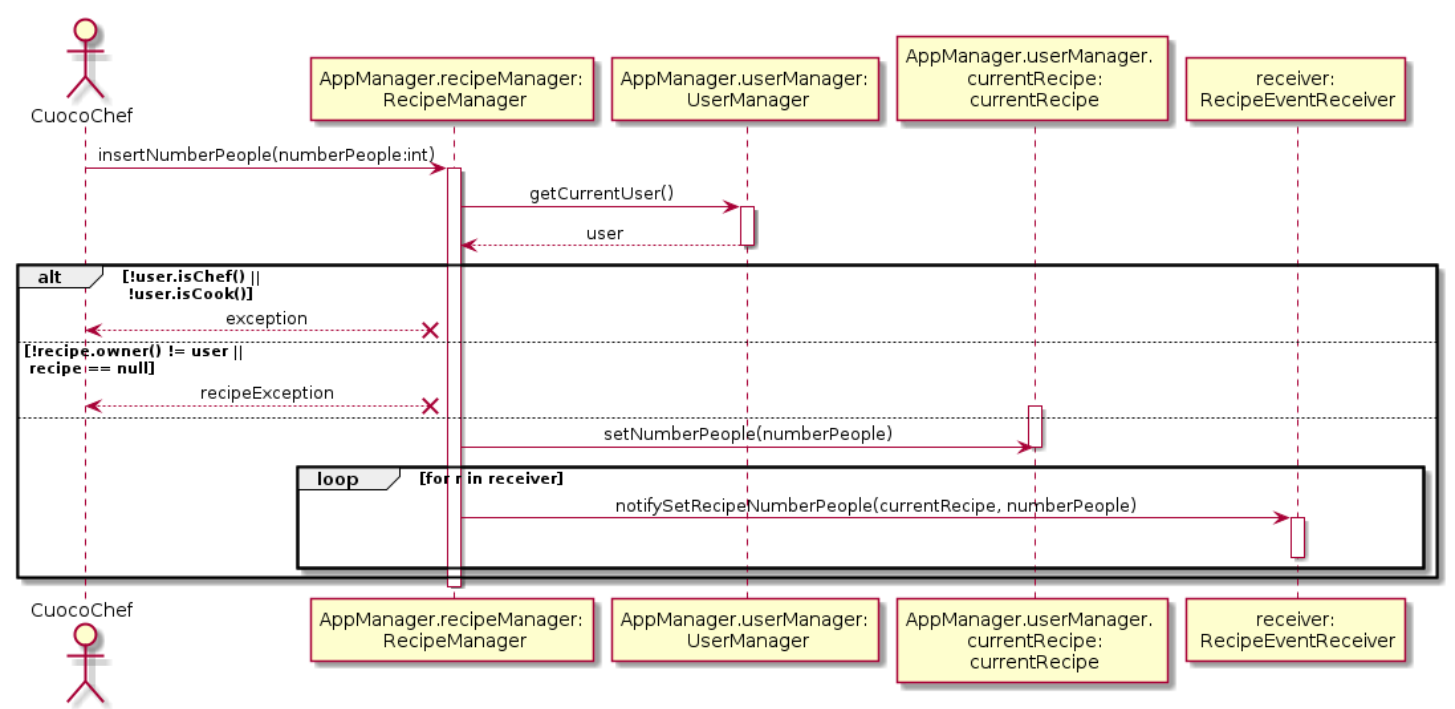 CuocoChef
AppManager.recipeManager:
RecipeManager
AppManager.userManager:
UserManager
AppManager.userManager.
currentRecipe:
currentRecipe
receiver:
RecipeEventReceiver
insertNumberPeople(numberPeople:int)
getCurrentUser()
user
alt
[!user.isChef() ||
!user.isCook()]
exception
[!recipe.owner() != user ||
recipe == null]
recipeException
setNumberPeople(numberPeople)
loop
[for r in receiver]
notifySetRecipeNumberPeople(currentRecipe, numberPeople)
CuocoChef
AppManager.recipeManager:
RecipeManager
AppManager.userManager:
UserManager
AppManager.userManager.
currentRecipe:
currentRecipe
receiver:
RecipeEventReceiver